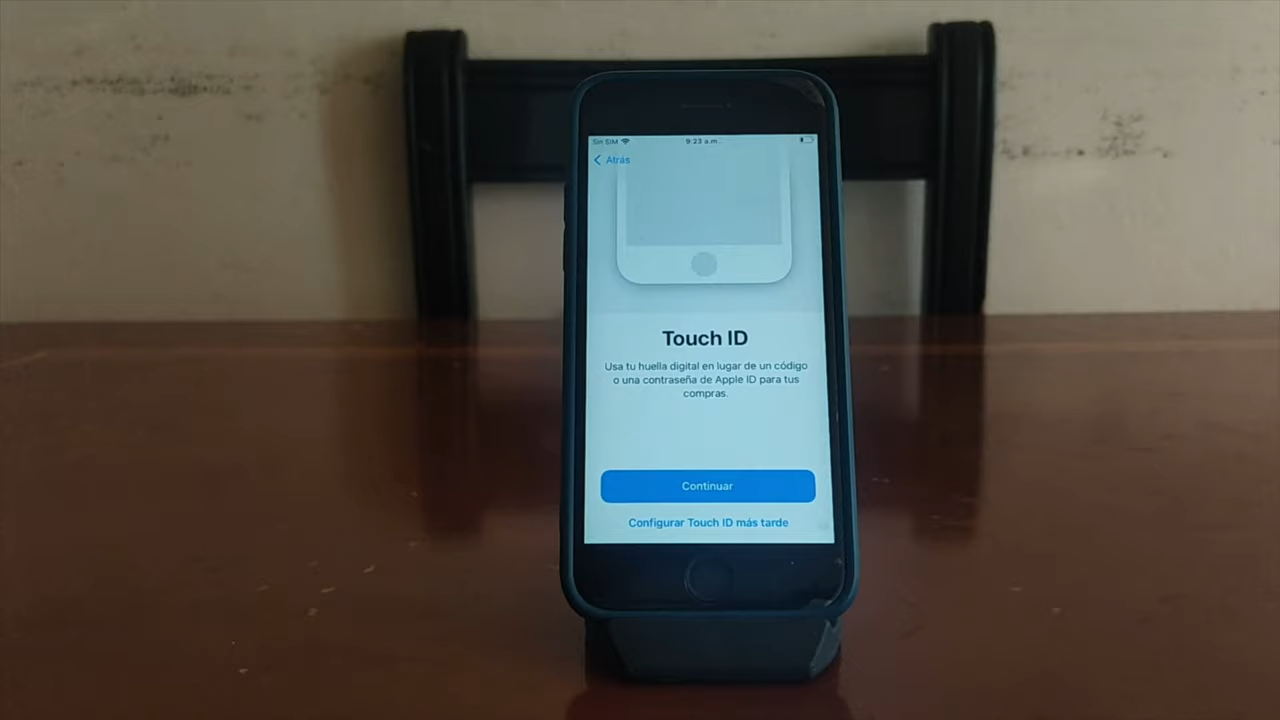 Sin SIM 9:23 a.m.
Atrás
Touch ID
Usa tu huella digital en lugar de un código
o una contraseña de Apple ID para tus
compras.
Continuar
Configurar Touch ID más tarde